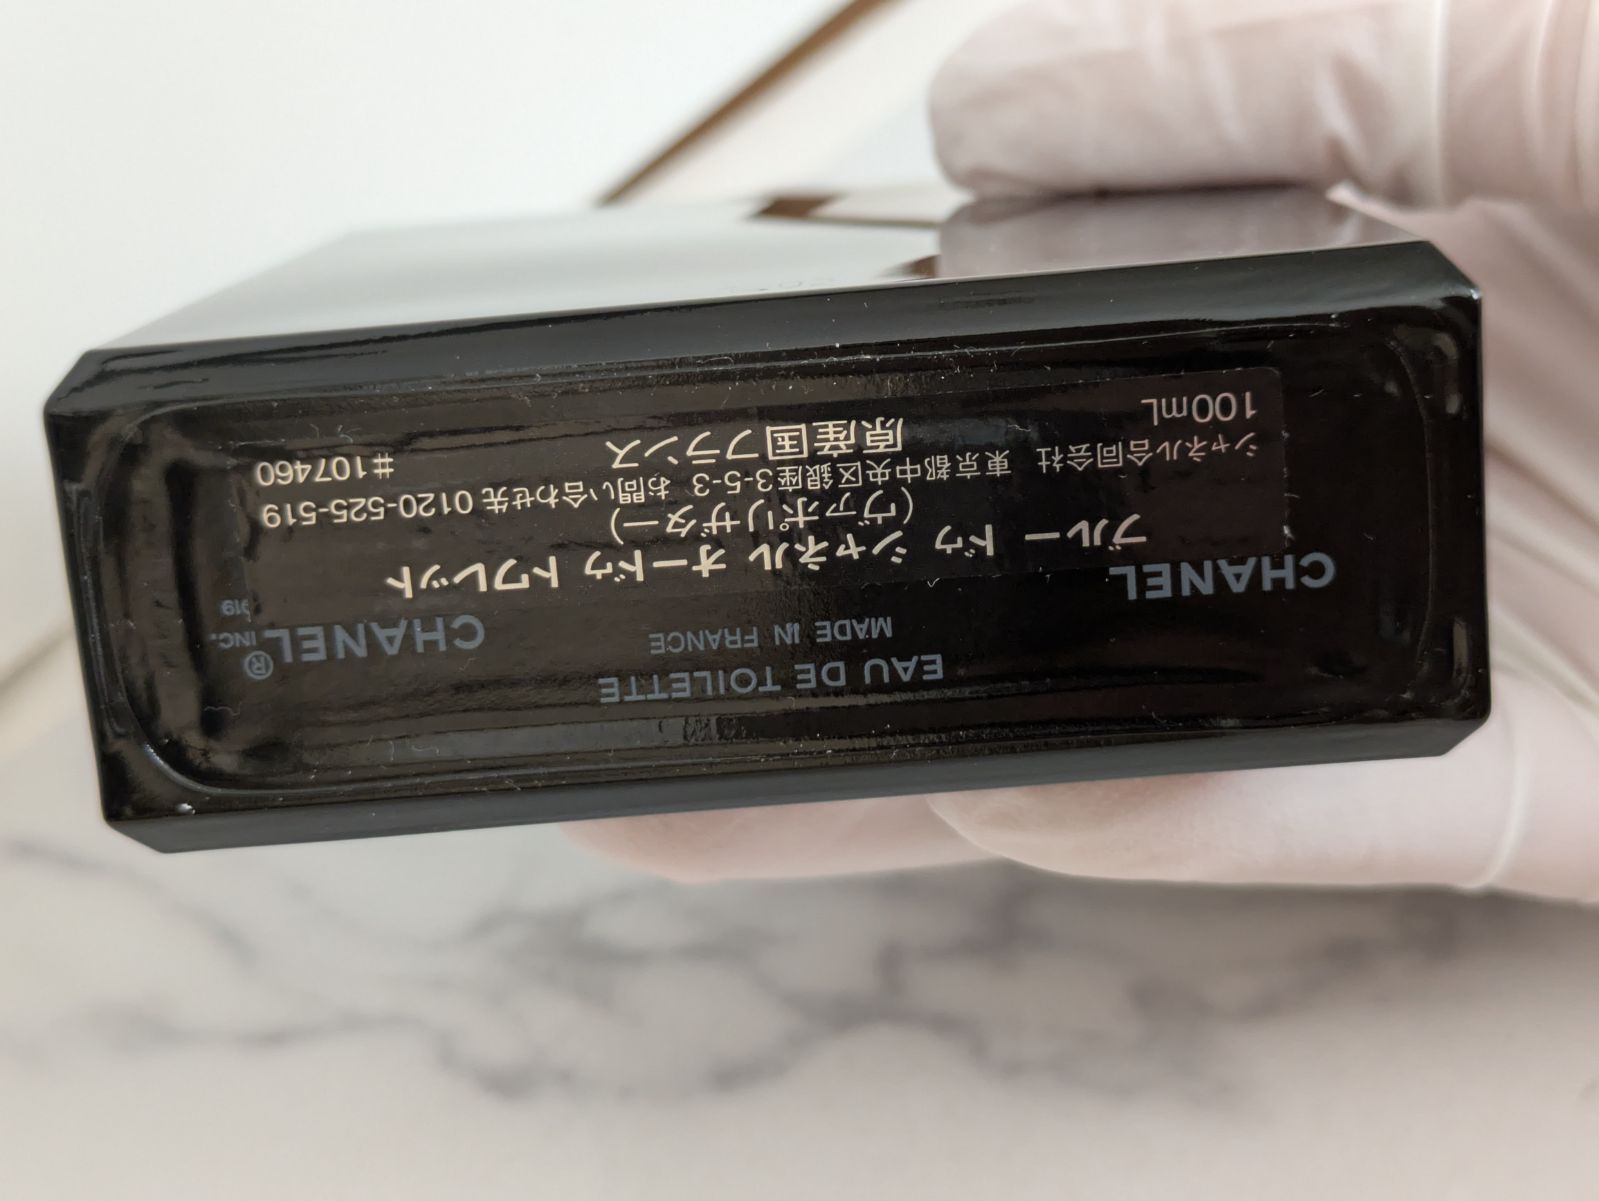 EAU DE TOILETTE
MADE IN FRANCE
CHANEL® INC.
CHANEL
ブルー ドゥ シャネル オードゥ トワレット
(ヴァポリザター)
シャネル合同会社 東京都中央区銀座3-5-3 お問い合わせ先 0120-525-519
100mL 原産国フランス #107460